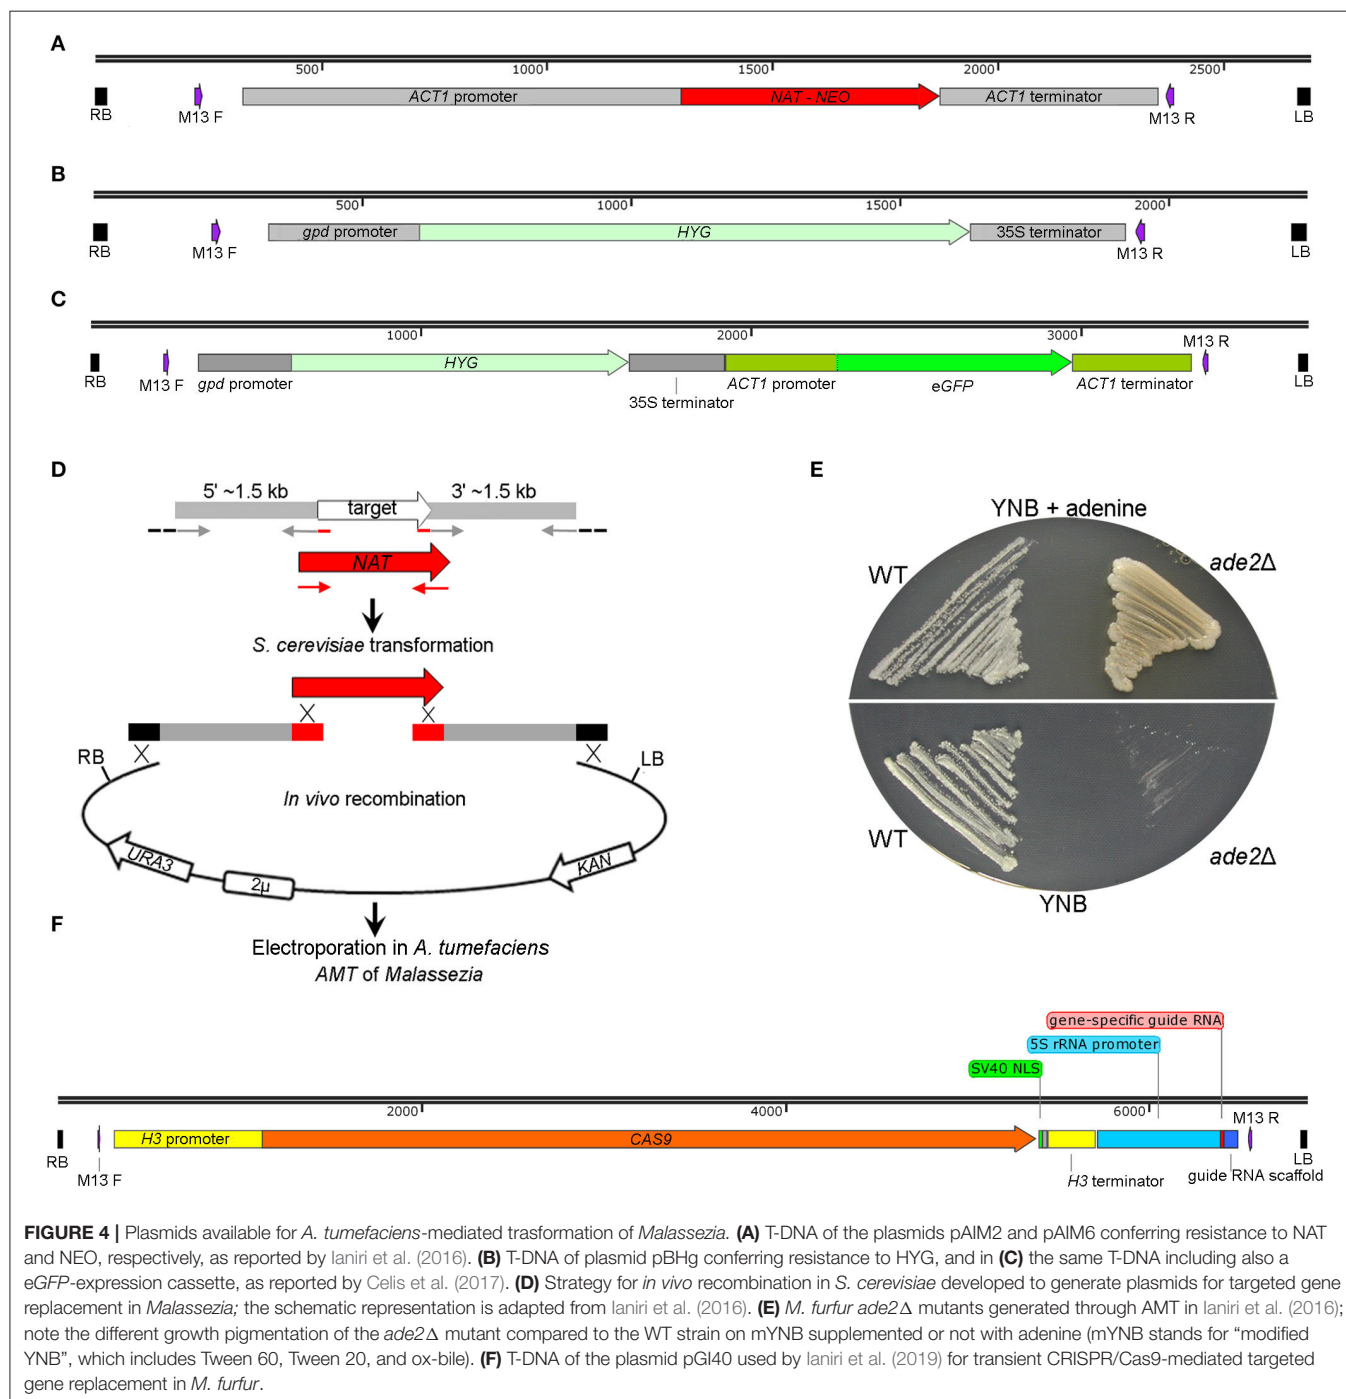 A
500 1000 1500 2000 2500
ACT1 promoter NAT - NEO ACT1 terminator
RB M13 F M13 R LB
B
500 1000 1500 2000
gpd promoter HYG 35S terminator
RB M13 F M13 R LB
C
1000 2000 3000
M13 R
HYG
RB M13 F gpd promoter 35S terminator ACT1 promoter eGFP ACT1 terminator LB
D
5' ~1.5 kb 3' ~1.5 kb
target
NAT
S. cerevisiae transformation
X X
X X
RB LB
In vivo recombination
URA3 2μ KAN
Electroporation in A. tumefaciens
AMT of Malassezia
E
YNB + adenine
WT ade2Δ
WT ade2Δ
YNB
F
gene-specific guide RNA
5S rRNA promoter
SV40 NLS
2000 4000 6000
M13 R
H3 promoter CAS9
RB M13 F H3 terminator guide RNA scaffold LB
FIGURE 4 | Plasmids available for A. tumefaciens-mediated trasformation of Malassezia. (A) T-DNA of the plasmids pAIM2 and pAIM6 conferring resistance to NAT
and NEO, respectively, as reported by Ianiri et al. (2016). (B) T-DNA of plasmid pBHg conferring resistance to HYG, and in (C) the same T-DNA including also a
eGFP-expression cassette, as reported by Celis et al. (2017). (D) Strategy for in vivo recombination in S. cerevisiae developed to generate plasmids for targeted gene
replacement in Malassezia; the schematic representation is adapted from Ianiri et al. (2016). (E) M. furfur ade2Δ mutants generated through AMT in Ianiri et al. (2016);
note the different growth pigmentation of the ade2Δ mutant compared to the WT strain on mYNB supplemented or not with adenine (mYNB stands for “modified
YNB”, which includes Tween 60, Tween 20, and ox-bile). (F) T-DNA of the plasmid pGI40 used by Ianiri et al. (2019) for transient CRISPR/Cas9-mediated targeted
gene replacement in M. furfur.